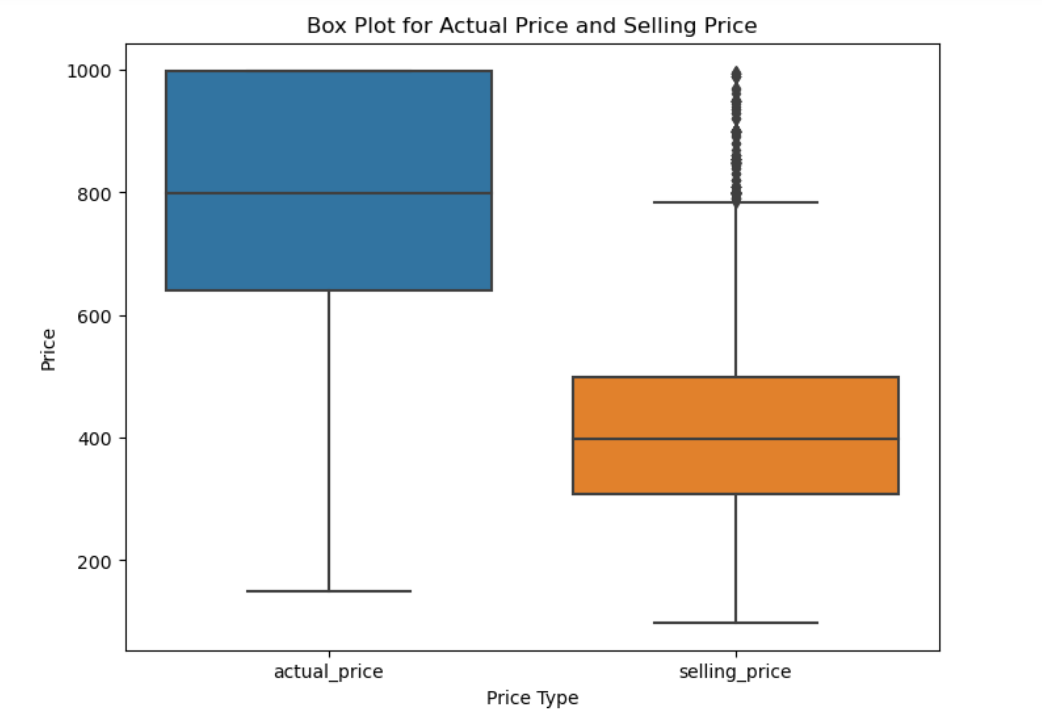 Box Plot for Actual Price and Selling Price
1000
800
600
400
200
Price
actual_price
selling_price
Price Type